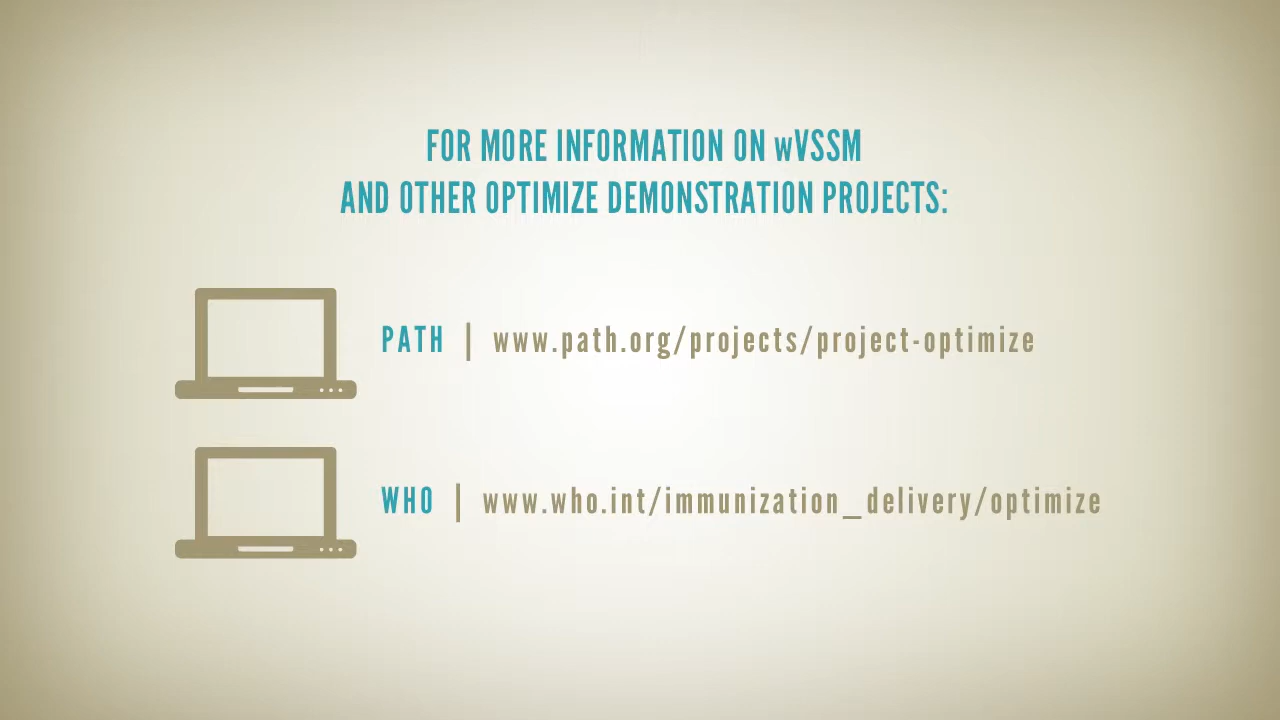 FOR MORE INFORMATION ON wVSSM
AND OTHER OPTIMIZE DEMONSTRATION PROJECTS:
PATH | www.path.org/projects/project-optimize
WHO | www.who.int/immunization_delivery/optimize